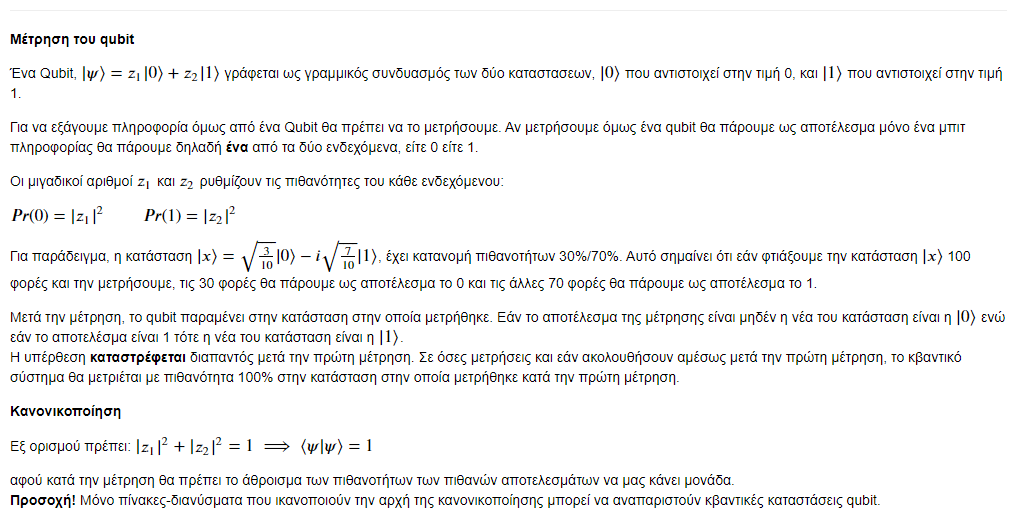 Μέτρηση του qubit
Ένα Qubit, |ψ⟩ = z₁|0⟩ + z₂|1⟩ γράφεται ως γραμμικός συνδυασμός των δύο καταστασεων, |0⟩ που αντιστοιχεί στην τιμή 0, και |1⟩ που αντιστοιχεί στην τιμή
1.
Για να εξάγουμε πληροφορία όμως από ένα Qubit θα πρέπει να το μετρήσουμε. Αν μετρήσουμε όμως ένα qubit θα πάρουμε ως αποτέλεσμα μόνο ένα μπιτ
πληροφορίας θα πάρουμε δηλαδή ένα από τα δύο ενδεχόμενα, είτε 0 είτε 1.
Οι μιγαδικοί αριθμοί z₁ και z₂ ρυθμίζουν τις πιθανότητες του κάθε ενδεχόμενου:
Pr(0) = |z₁|² Pr(1) = |z₂|²
Για παράδειγμα, η κατάσταση |x⟩ = √(3/10)|0⟩ − i√(7/10)|1⟩, έχει κατανομή πιθανοτήτων 30%/70%. Αυτό σημαίνει ότι εάν φτιάξουμε την κατάσταση |x⟩ 100
φορές και την μετρήσουμε, τις 30 φορές θα πάρουμε ως αποτέλεσμα το 0 και τις άλλες 70 φορές θα πάρουμε ως αποτέλεσμα το 1.
Μετά την μέτρηση, το qubit παραμένει στην κατάσταση στην οποία μετρήθηκε. Εάν το αποτέλεσμα της μέτρησης είναι μηδέν η νέα του κατάσταση είναι η |0⟩ ενώ
εάν το αποτελέσμα είναι 1 τότε η νέα του κατάσταση είναι η |1⟩.
Η υπέρθεση καταστρέφεται διαπαντός μετά την πρώτη μέτρηση. Σε όσες μετρήσεις και εάν ακολουθήσουν αμέσως μετά την πρώτη μέτρηση, το κβαντικό
σύστημα θα μετριέται με πιθανότητα 100% στην κατάσταση στην οποία μετρήθηκε κατά την πρώτη μέτρηση.
Κανονικοποίηση
Εξ ορισμού πρέπει: |z₁|² + |z₂|² = 1 ⟹ ⟨ψ|ψ⟩ = 1
αφού κατά την μέτρηση θα πρέπει το άθροισμα των πιθανοτήτων των πιθανών αποτελεσμάτων να μας κάνει μονάδα.
Προσοχή! Μόνο πίνακες-διανύσματα που ικανοποιούν την αρχή της κανονικοποίησης μπορεί να αναπαριστούν κβαντικές καταστάσεις qubit.